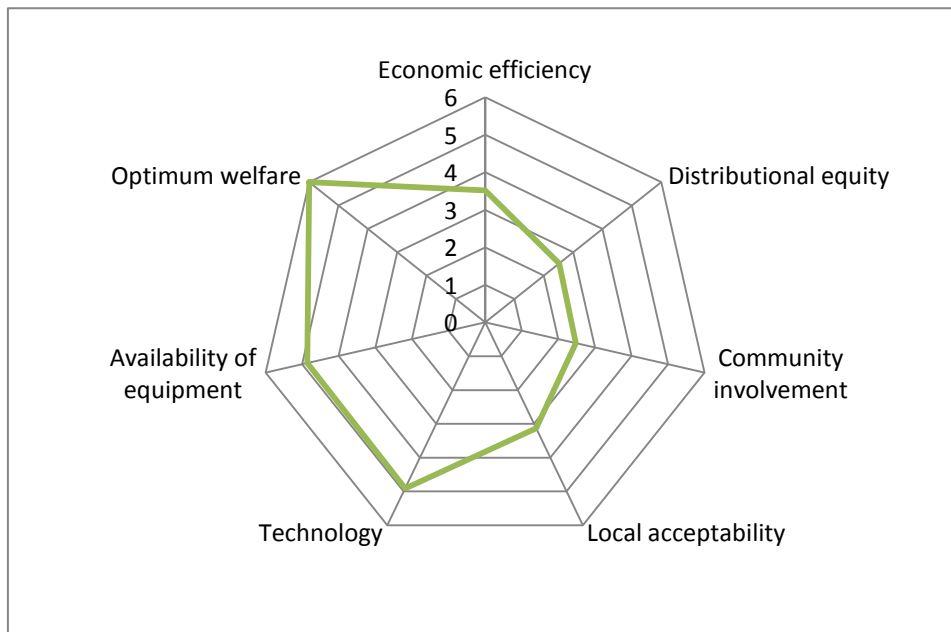 Economic efficiency
6
5
Optimum welfare
Distributional equity
4
3
2
1
0
Availability of
equipment
Community
involvement
Technology
Local acceptability